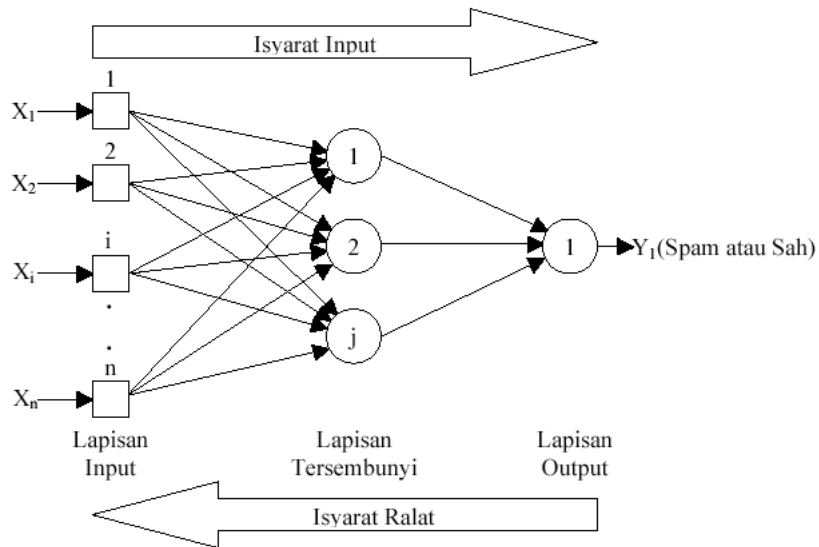 Isyarat Input
1
X1
2
X2
i
Xi
.
.
n
Xn
1
2
j
1
Y1(Spam atau Sah)
Lapisan
Input
Lapisan
Tersembunyi
Lapisan
Output
Isyarat Ralat